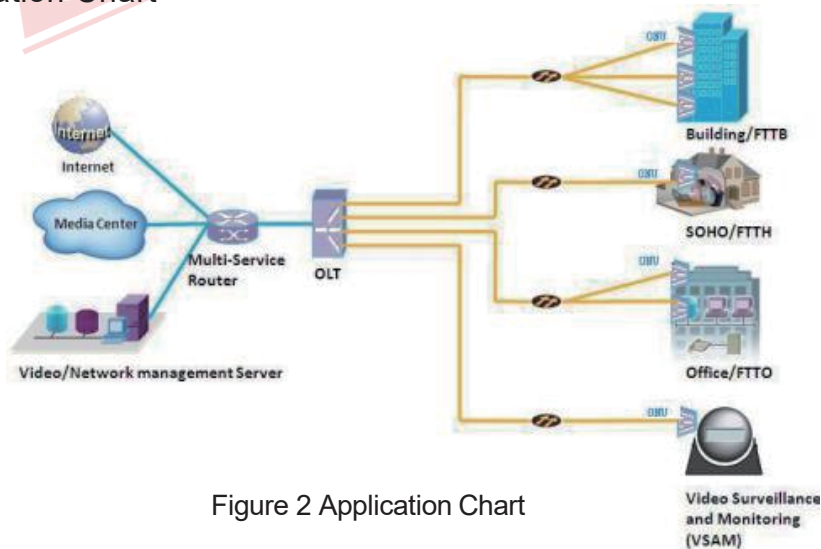 Internet
Internet
Media Center
Multi-Service
Router
OLT
Video/Network management Server
ONU
Building/FTTB
ONU
SOHO/FTTH
ONU
Office/FTTO
ONU
Video Surveillance
and Monitoring
(VSAM)
Figure 2 Application Chart